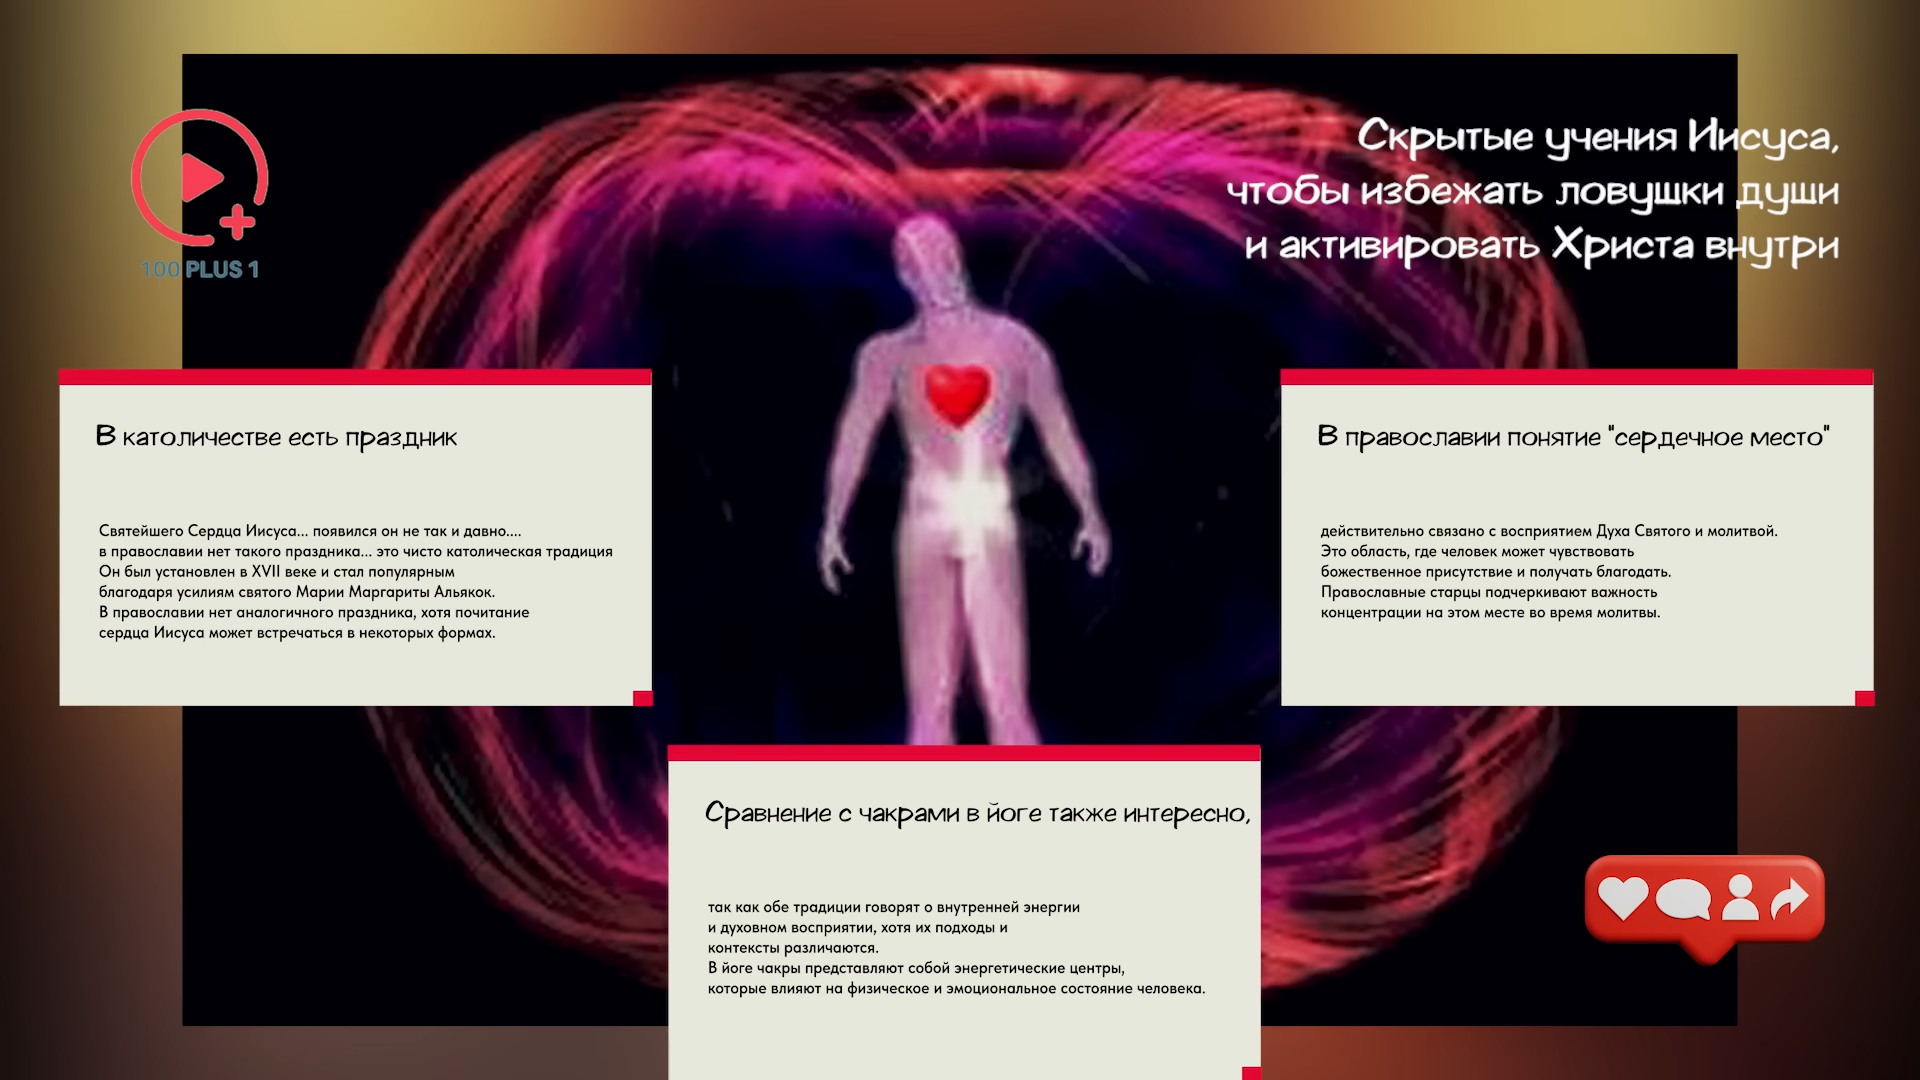 100 PLUS 1
Скрытые учения Иисуса,
чтобы избежать ловушки души
и активировать Христа внутри
В католичестве есть праздник
Святейшего Сердца Иисуса... появился он не так и давно....
в православии нет такого праздника... это чисто католическая традиция
Он был установлен в XVII веке и стал популярным
благодаря усилиям святого Марии Маргариты Альякок.
В православии нет аналогичного праздника, хотя почитание
сердца Иисуса может встречаться в некоторых формах.
В православии понятие "сердечное место"
действительно связано с восприятием Духа Святого и молитвой.
Это область, где человек может чувствовать
божественное присутствие и получать благодать.
Православные старцы подчеркивают важность
концентрации на этом месте во время молитвы.
Сравнение с чакрами в йоге также интересно,
так как обе традиции говорят о внутренней энергии
и духовном восприятии, хотя их подходы и
контексты различаются.
В йоге чакры представляют собой энергетические центры,
которые влияют на физическое и эмоциональное состояние человека.